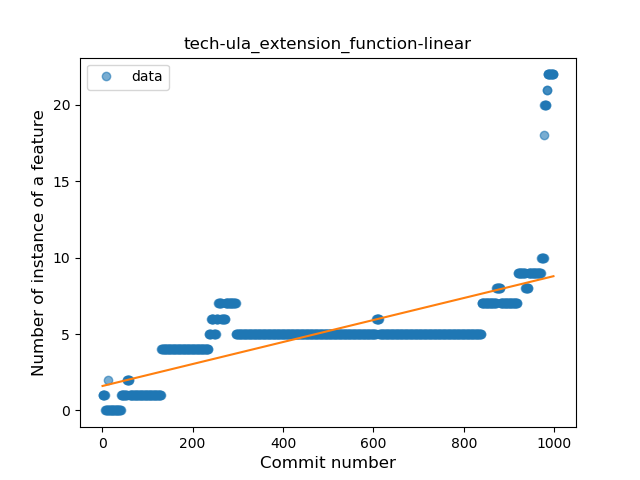 tech-ula_extension_function-linear
data
Number of instance of a feature
20
15
10
5
0
0 200 400 600 800 1000
Commit number